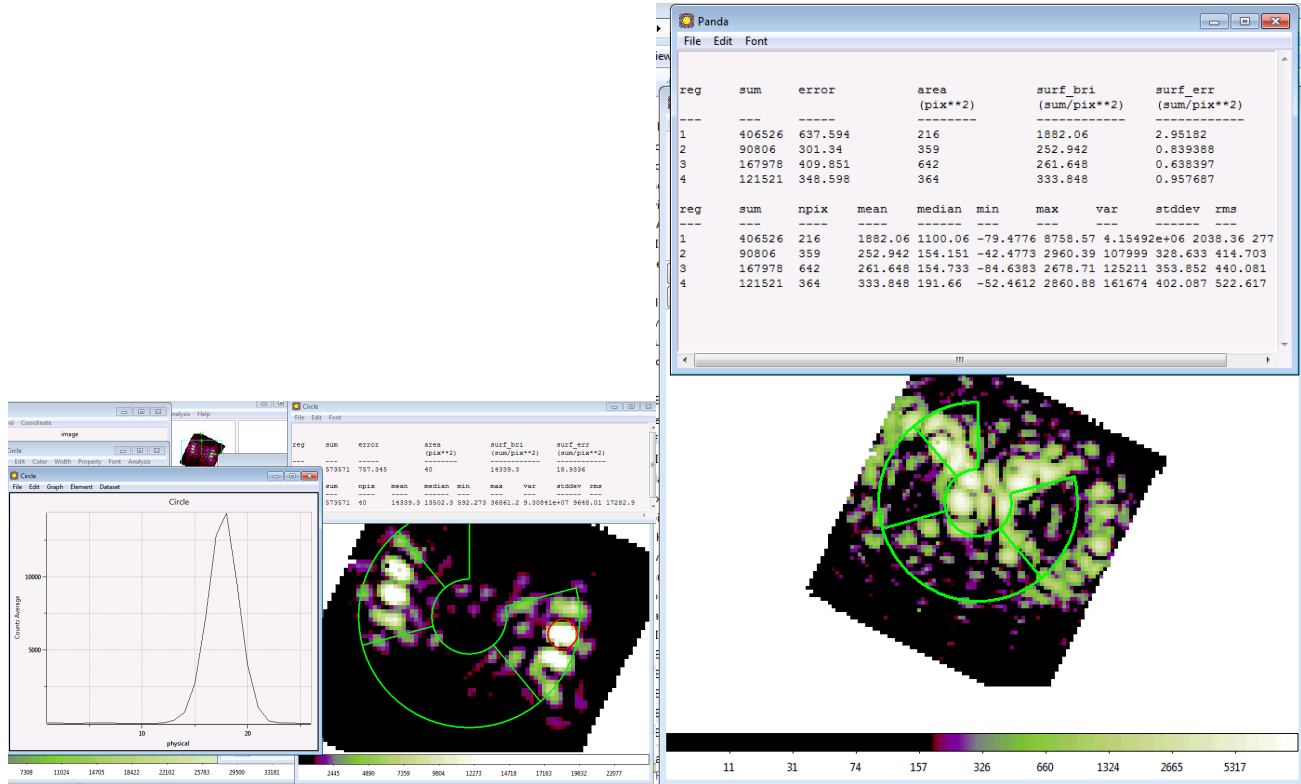 Panda
File Edit Font
reg sum error area surf_bri surf_err
(pix**2) (sum/pix**2) (sum/pix**2)
--- --- ----- -------- ------------ ------------
1 406526 637.594 216 1882.06 2.95182
2 90806 301.34 359 252.942 0.839388
3 167978 409.851 642 261.648 0.638397
4 121521 348.598 364 333.848 0.957687
reg sum npix mean median min max var stddev rms
--- --- ---- ---- ------ --- --- --- ------ ---
1 406526 216 1882.06 1100.06 -79.4776 8758.57 4.15492e+06 2038.36 277
2 90806 359 252.942 154.151 -42.4773 2960.39 107999 328.633 414.703
3 167978 642 261.648 154.733 -84.6383 2678.71 125211 353.852 440.081
4 121521 364 333.848 191.66 -52.4612 2860.88 161674 402.087 522.617
11 31 74 157 326 660 1324 2665 5317
Coordinate
image
Analysis Help
Circle
Edit Color Width Property Font Analysis
Circle
File Edit Font
reg sum error area surf_bri surf_err
(pix**2) (sum/pix**2) (sum/pix**2)
573571 757.345 40 14339.3 18.9336
sum npix mean median min max var stddev rms
573571 40 14339.3 13502.3 592.273 36861.2 9.30841e+07 9648.01 17282.9
Circle
File Edit Graph Element Dataset
Circle
Counts Average
10000
5000
10 20
physical
7308 11024 14705 18422 22102 25783 29500 33181
2445 4890 7359 9804 12273 14718 17163 19632 22077